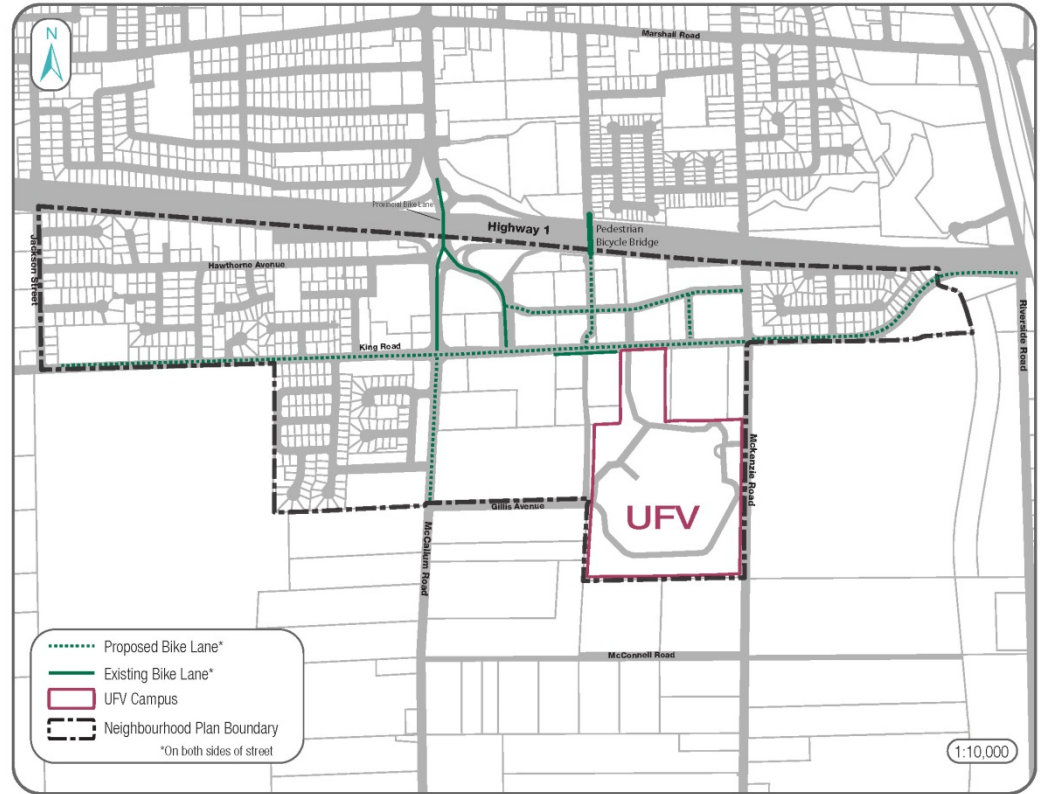 N
Marshall Road
Provincial Bike Lane
Highway 1
Pedestrian
Bicycle Bridge
Jackson Street
Hawthorne Avenue
Riverside Road
King Road
Mckenzie Road
UFV
Gillis Avenue
McCallum Road
McConnell Road
Proposed Bike Lane*
Existing Bike Lane*
UFV Campus
Neighbourhood Plan Boundary
*On both sides of street
1:10,000